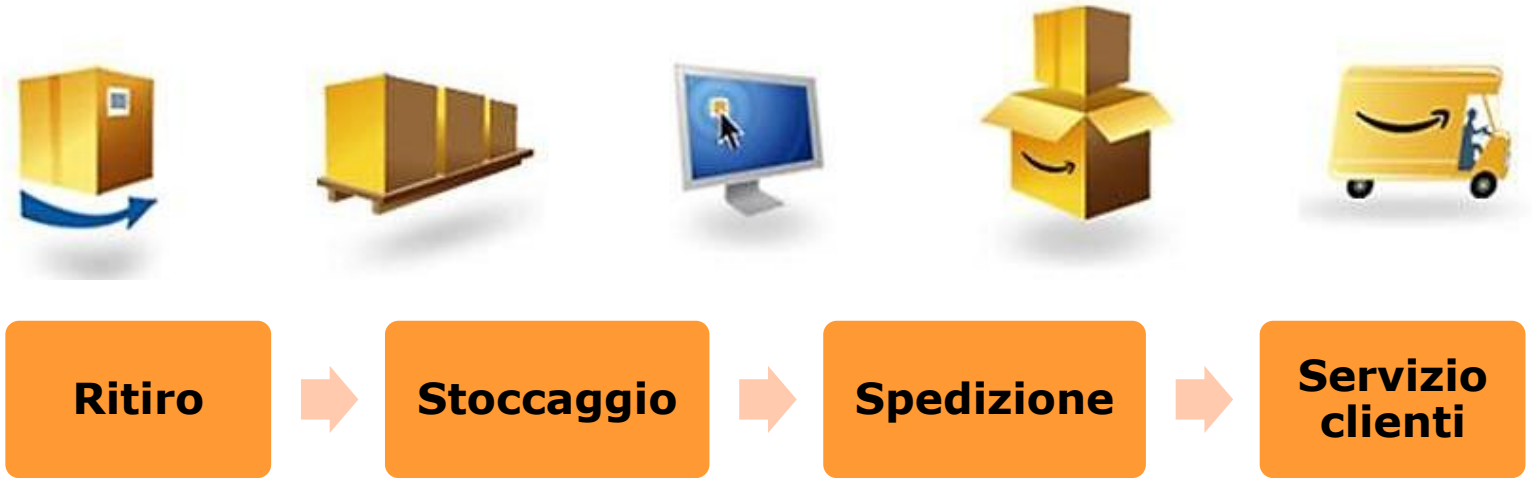 Ritiro
Stoccaggio
Spedizione
Servizio
clienti